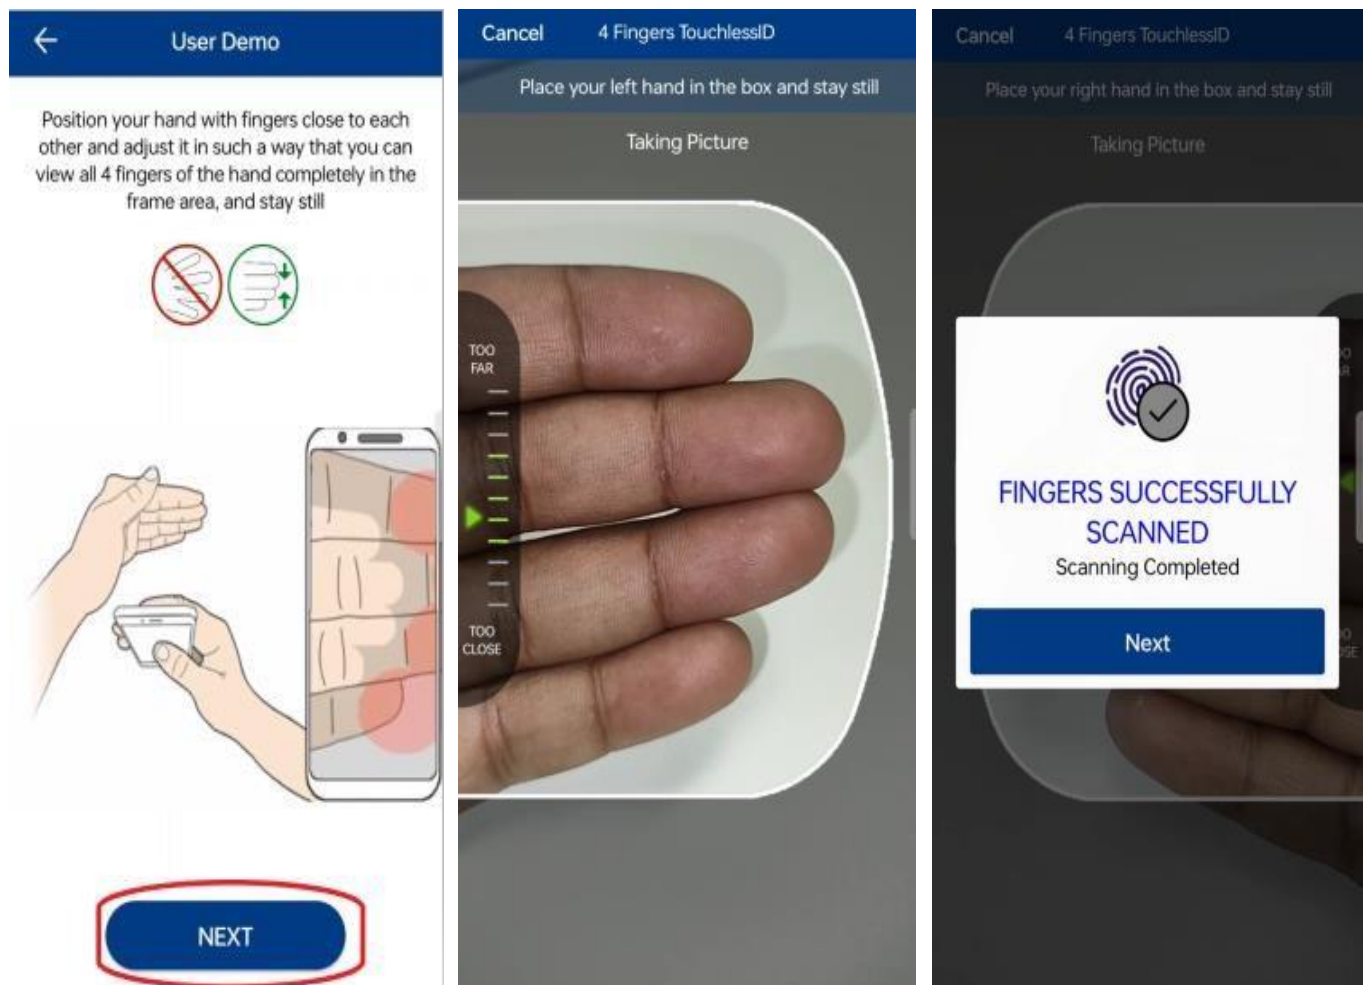 User Demo
Position your hand with fingers close to each
other and adjust it in such a way that you can
view all 4 fingers of the hand completely in the
frame area, and stay still
NEXT
Cancel
4 Fingers TouchlessID
Place your left hand in the box and stay still
Taking Picture
TOO
FAR
TOO
CLOSE
Cancel
4 Fingers TouchlessID
Place your right hand in the box and stay still
Taking Picture
FINGERS SUCCESSFULLY
SCANNED
Scanning Completed
Next